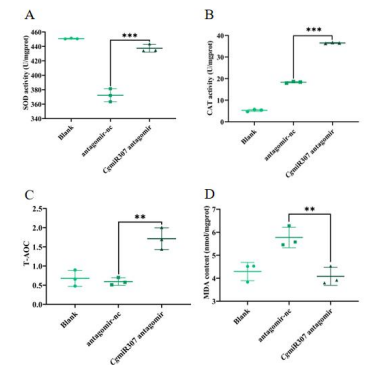 A
SOD activity (U/mgprot)
460
440
420
400
380
360
340
***
Blank
antagomir-nc
CgmiR307 antagomir
B
CAT activity (U/mgprot)
40
30
20
10
0
***
Blank
antagomir-nc
CgmiR307 antagomir
C
T-AOC
2.5
2.0
1.5
1.0
0.5
0.0
**
Blank
antagomir-nc
CgmiR307 antagomir
D
MDA content (nmol/mgprot)
7
6
5
4
3
**
Blank
antagomir-nc
CgmiR307 antagomir